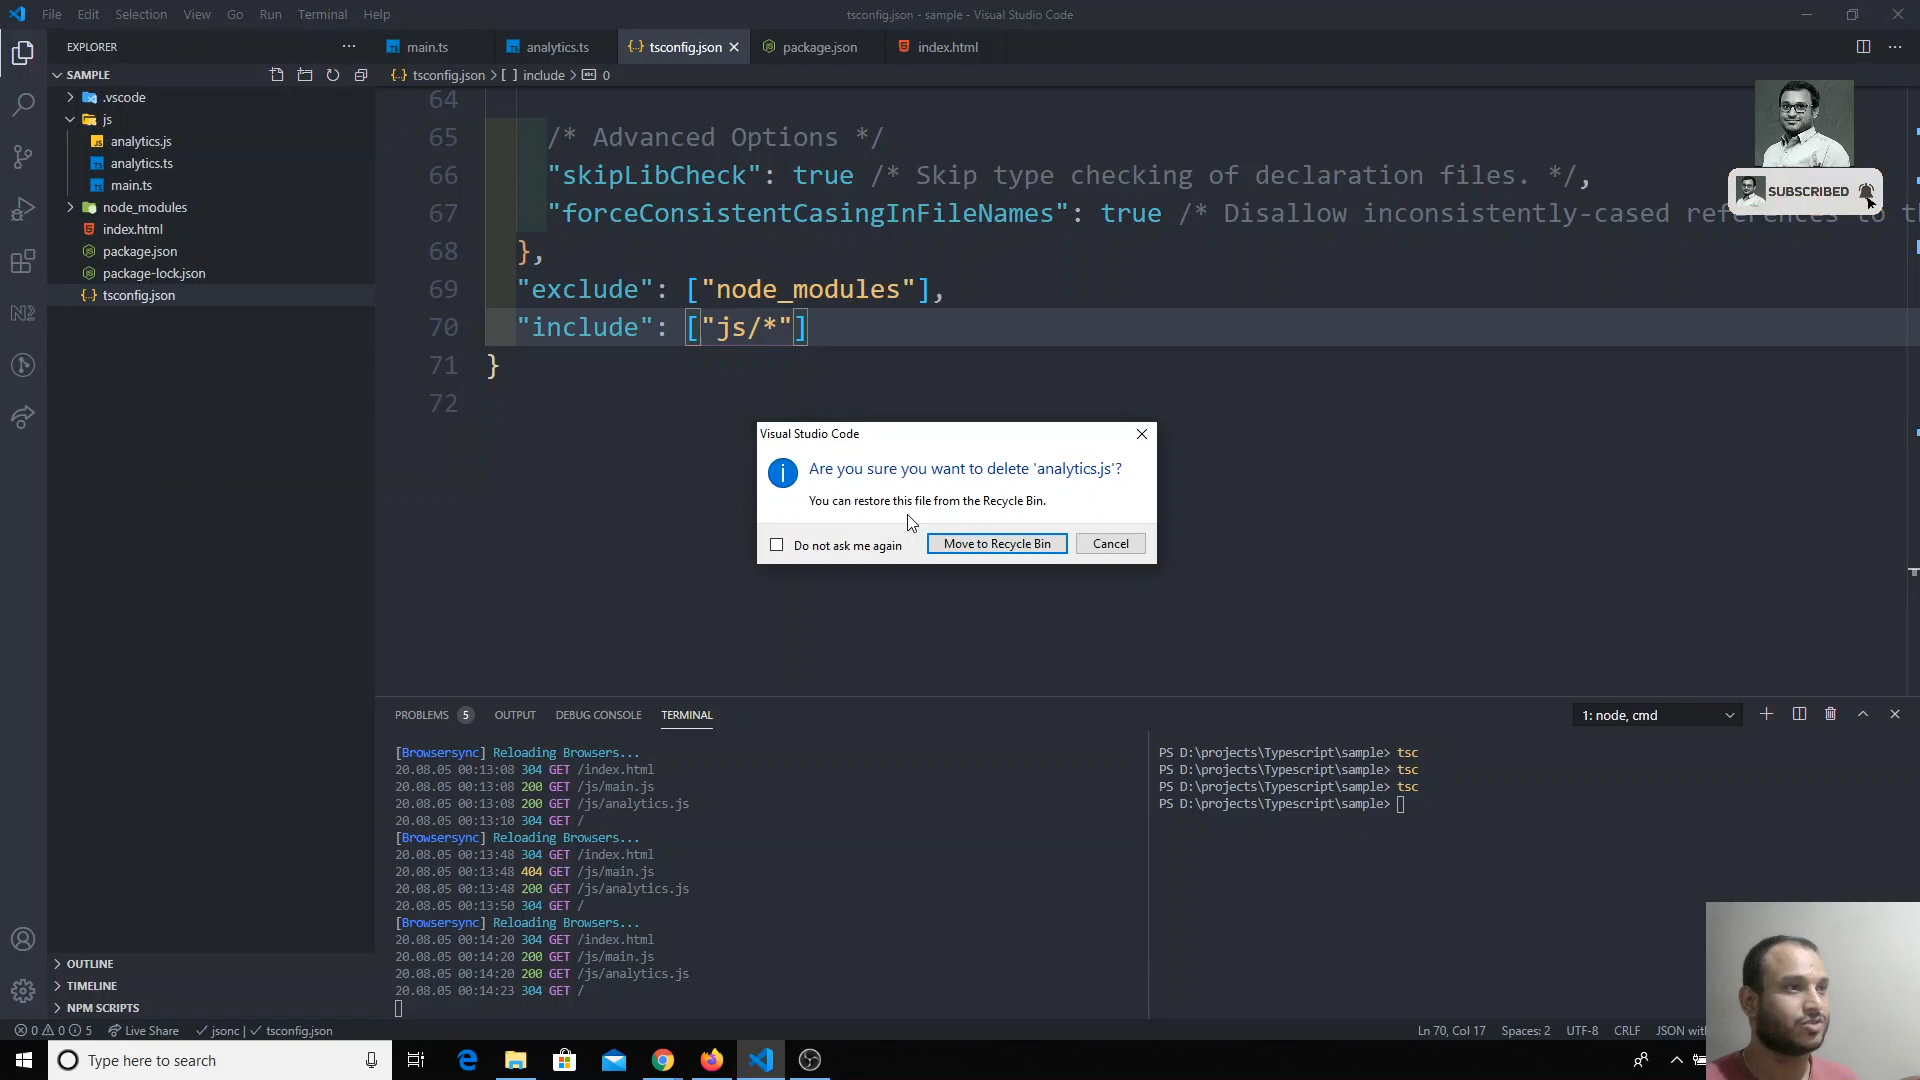 File Edit Selection View Go Run Terminal Help
tsconfig.json - sample - Visual Studio Code
EXPLORER
main.ts
analytics.ts
tsconfig.json
package.json
index.html
SAMPLE
tsconfig.json > [ ] include > 0
.vscode
js
analytics.js
analytics.ts
main.ts
node_modules
index.html
package.json
package-lock.json
tsconfig.json
64
65 /* Advanced Options */
66 "skipLibCheck": true /* Skip type checking of declaration files. */,
67 "forceConsistentCasingInFileNames": true /* Disallow inconsistently-cased references to t
68 },
69 "exclude": ["node_modules"],
70 "include": ["js/*"]
71 }
72
SUBSCRIBED
Visual Studio Code
Are you sure you want to delete 'analytics.js'?
You can restore this file from the Recycle Bin.
Do not ask me again
Move to Recycle Bin
Cancel
PROBLEMS 5 OUTPUT DEBUG CONSOLE TERMINAL
1: node, cmd
[Browsersync] Reloading Browsers...
20.08.05 00:13:08 304 GET /index.html
20.08.05 00:13:08 200 GET /js/main.js
20.08.05 00:13:08 200 GET /js/analytics.js
20.08.05 00:13:10 304 GET /
[Browsersync] Reloading Browsers...
20.08.05 00:13:48 304 GET /index.html
20.08.05 00:13:48 404 GET /js/main.js
20.08.05 00:13:48 200 GET /js/analytics.js
20.08.05 00:13:50 304 GET /
[Browsersync] Reloading Browsers...
20.08.05 00:14:20 304 GET /index.html
20.08.05 00:14:20 200 GET /js/main.js
20.08.05 00:14:20 200 GET /js/analytics.js
20.08.05 00:14:23 304 GET /
PS D:\projects\Typescript\sample> tsc
PS D:\projects\Typescript\sample> tsc
PS D:\projects\Typescript\sample> tsc
PS D:\projects\Typescript\sample>
OUTLINE
TIMELINE
NPM SCRIPTS
0 0 5 Live Share jsonc | tsconfig.json
Ln 70, Col 17 Spaces: 2 UTF-8 CRLF JSON wit
Type here to search